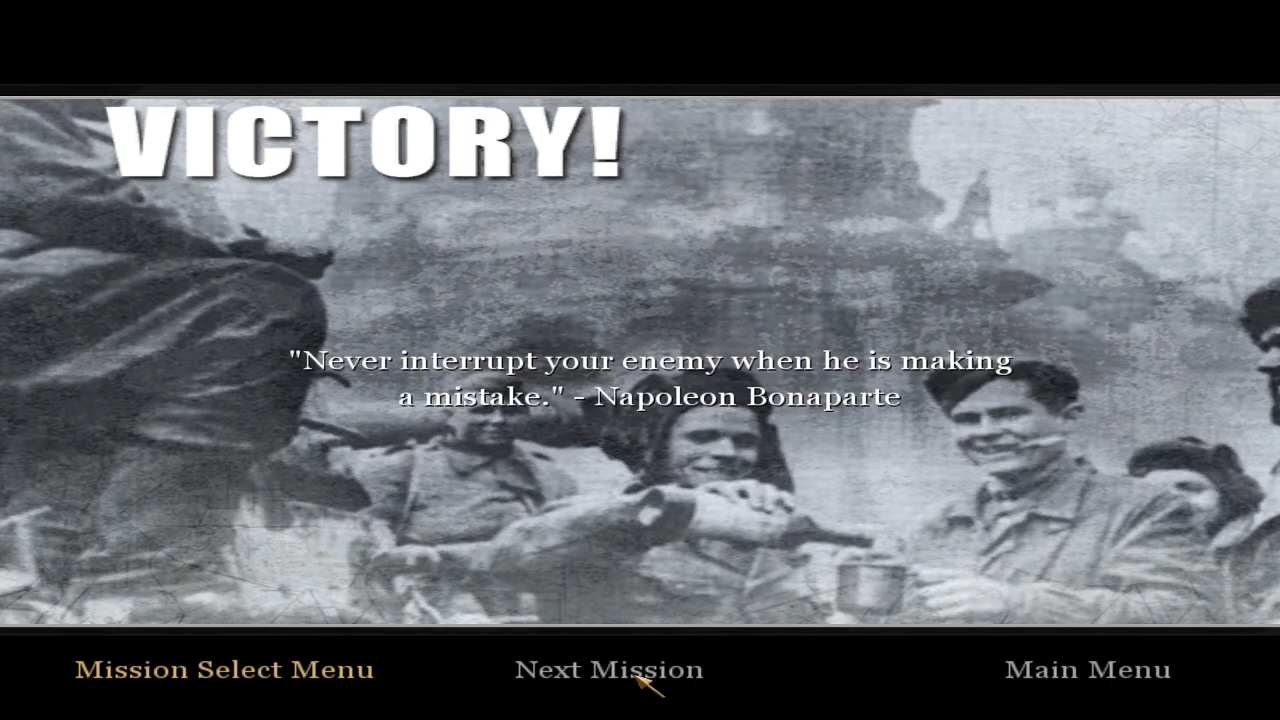 VICTORY!
"Never interrupt your enemy when he is making
a mistake." - Napoleon Bonaparte
Mission Select Menu
Next Mission
Main Menu